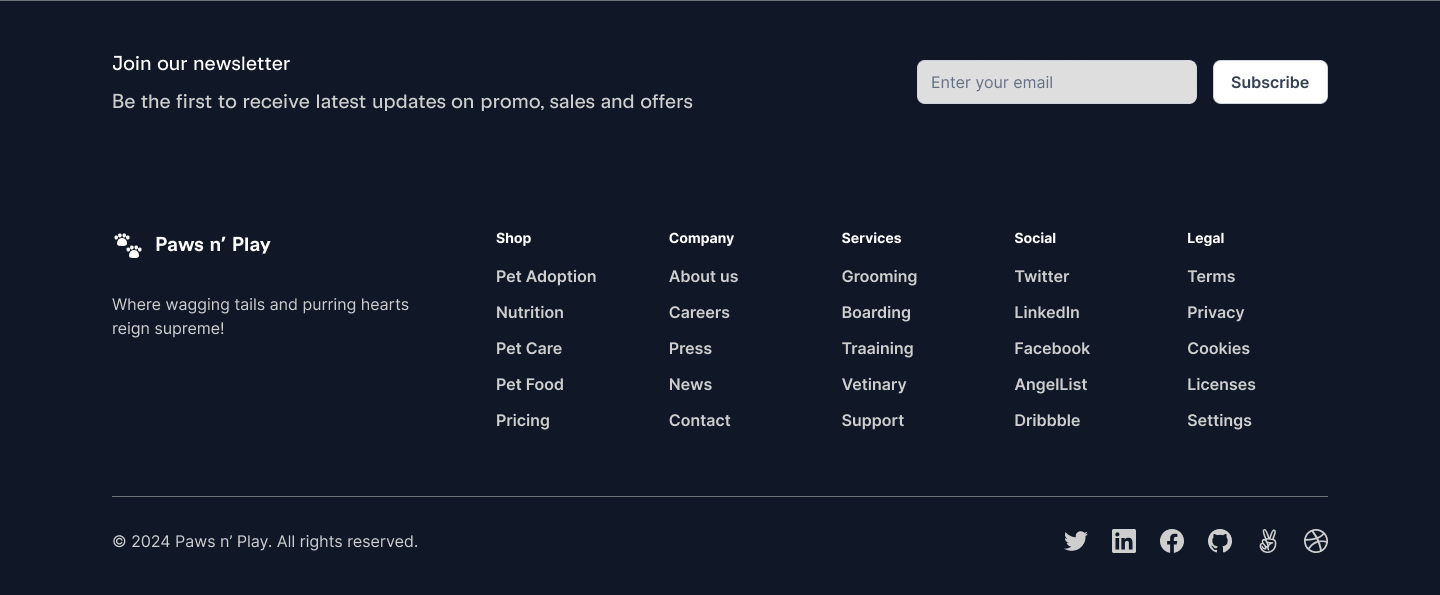 Join our newsletter
Be the first to receive latest updates on promo, sales and offers
Enter your email
Subscribe
Paws n’ Play
Where wagging tails and purring hearts
reign supreme!
Shop
Pet Adoption
Nutrition
Pet Care
Pet Food
Pricing
Company
About us
Careers
Press
News
Contact
Services
Grooming
Boarding
Traaining
Vetinary
Support
Social
Twitter
LinkedIn
Facebook
AngelList
Dribbble
Legal
Terms
Privacy
Cookies
Licenses
Settings
© 2024 Paws n’ Play. All rights reserved.
in